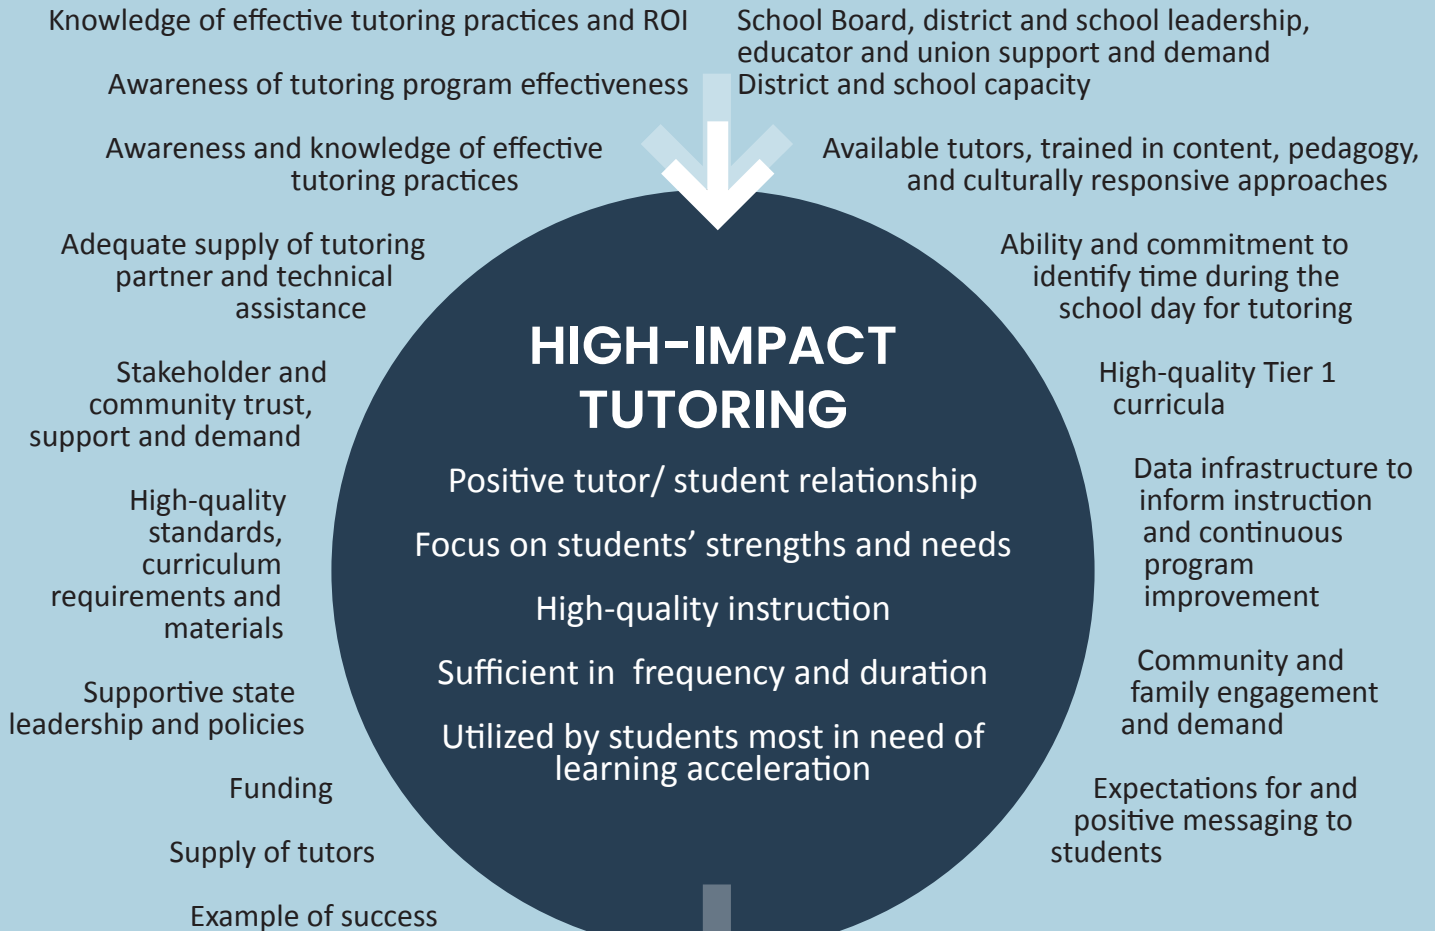 Knowledge of effective tutoring practices and ROI
Awareness of tutoring program effectiveness
Awareness and knowledge of effective
tutoring practices
Adequate supply of tutoring
partner and technical
assistance
Stakeholder and
community trust,
support and demand
High-quality
standards,
curriculum
requirements and
materials
Supportive state
leadership and policies
Funding
Supply of tutors
Example of success
School Board, district and school leadership,
educator and union support and demand
District and school capacity
Available tutors, trained in content, pedagogy,
and culturally responsive approaches
Ability and commitment to
identify time during the
school day for tutoring
High-quality Tier 1
curricula
Data infrastructure to
inform instruction
and continuous
program
improvement
Community and
family engagement
and demand
Expectations for and
positive messaging to
students
HIGH-IMPACT
TUTORING
Positive tutor/ student relationship
Focus on students’ strengths and needs
High-quality instruction
Sufficient in  frequency and duration
Utilized by students most in need of
learning acceleration